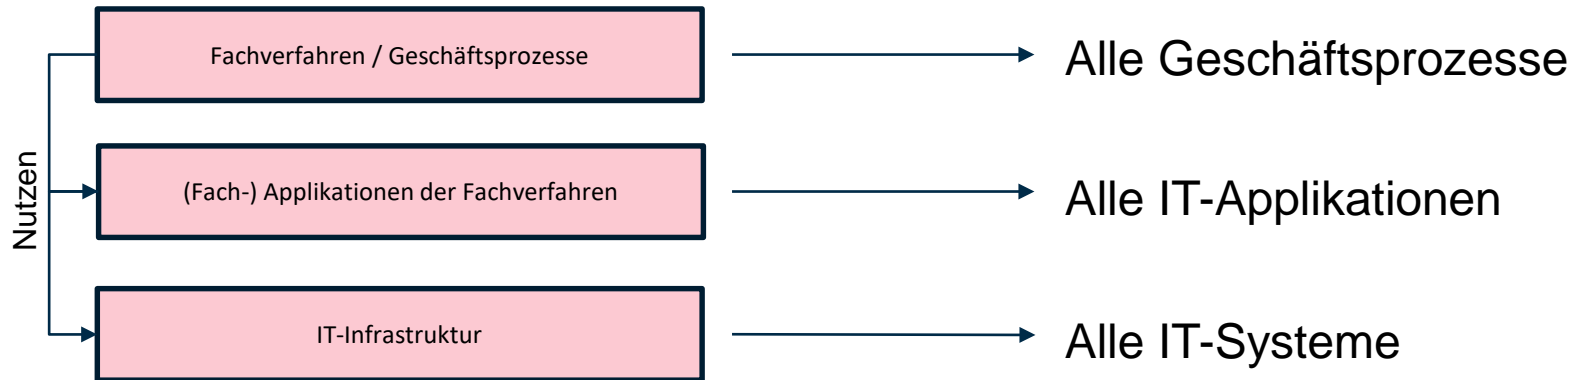 Fachverfahren / Geschäftsprozesse
Alle Geschäftsprozesse
Nutzen
(Fach-) Applikationen der Fachverfahren
Alle IT-Applikationen
IT-Infrastruktur
Alle IT-Systeme